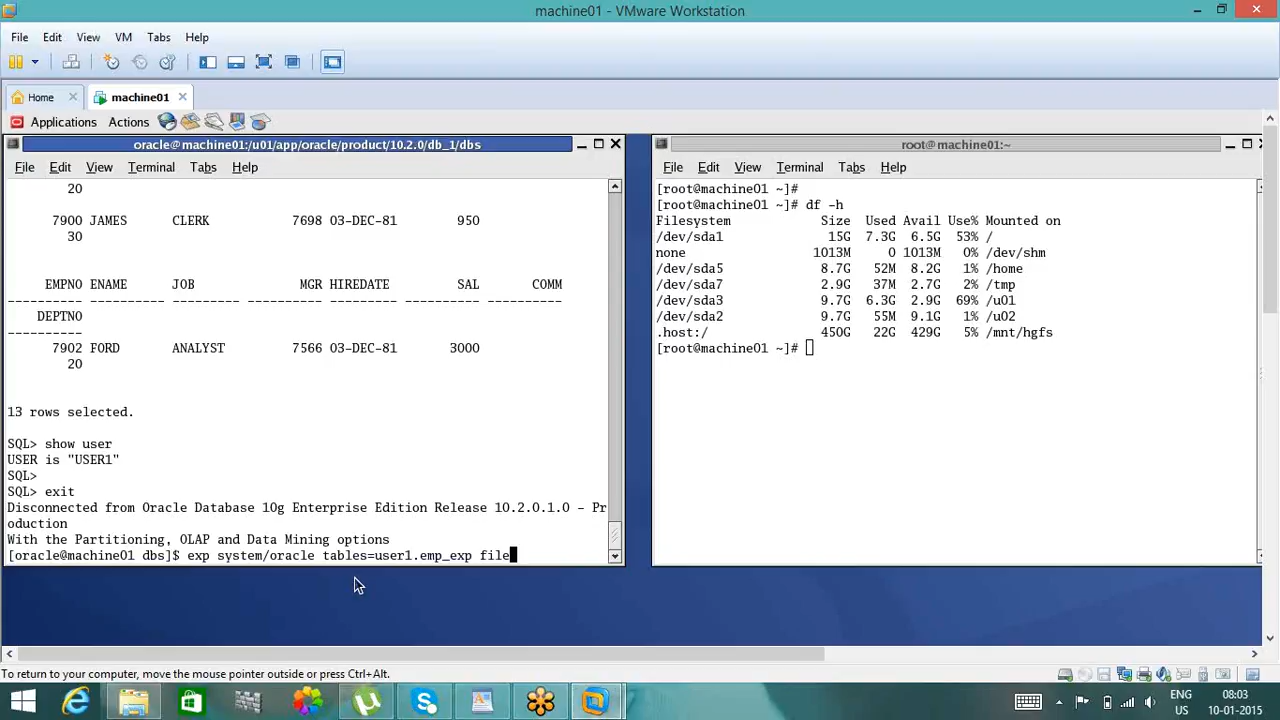 machine01 - VMware Workstation
File Edit View VM Tabs Help
Home machine01
Applications Actions
oracle@machine01:/u01/app/oracle/product/10.2.0/db_1/dbs
File Edit View Terminal Tabs Help
20
7900 JAMES CLERK 7698 03-DEC-81 950
30
EMPNO ENAME JOB MGR HIREDATE SAL COMM
---------- ---------- --------- ---------- --------- ---------- ----------
DEPTNO
----------
7902 FORD ANALYST 7566 03-DEC-81 3000
20
13 rows selected.
SQL> show user
USER is "USER1"
SQL>
SQL> exit
Disconnected from Oracle Database 10g Enterprise Edition Release 10.2.0.1.0 - Pr
oduction
With the Partitioning, OLAP and Data Mining options
[oracle@machine01 dbs]$ exp system/oracle tables=user1.emp_exp file
root@machine01:~
File Edit View Terminal Tabs Help
[root@machine01 ~]#
[root@machine01 ~]# df -h
Filesystem Size Used Avail Use% Mounted on
/dev/sda1 15G 7.3G 6.5G 53% /
none 1013M 0 1013M 0% /dev/shm
/dev/sda5 8.7G 52M 8.2G 1% /home
/dev/sda7 2.9G 37M 2.7G 2% /tmp
/dev/sda3 9.7G 6.3G 2.9G 69% /u01
/dev/sda2 9.7G 55M 9.1G 1% /u02
.host:/ 450G 22G 429G 5% /mnt/hgfs
[root@machine01 ~]#
To return to your computer, move the mouse pointer outside or press Ctrl+Alt.
ENG 08:03
US 10-01-2015